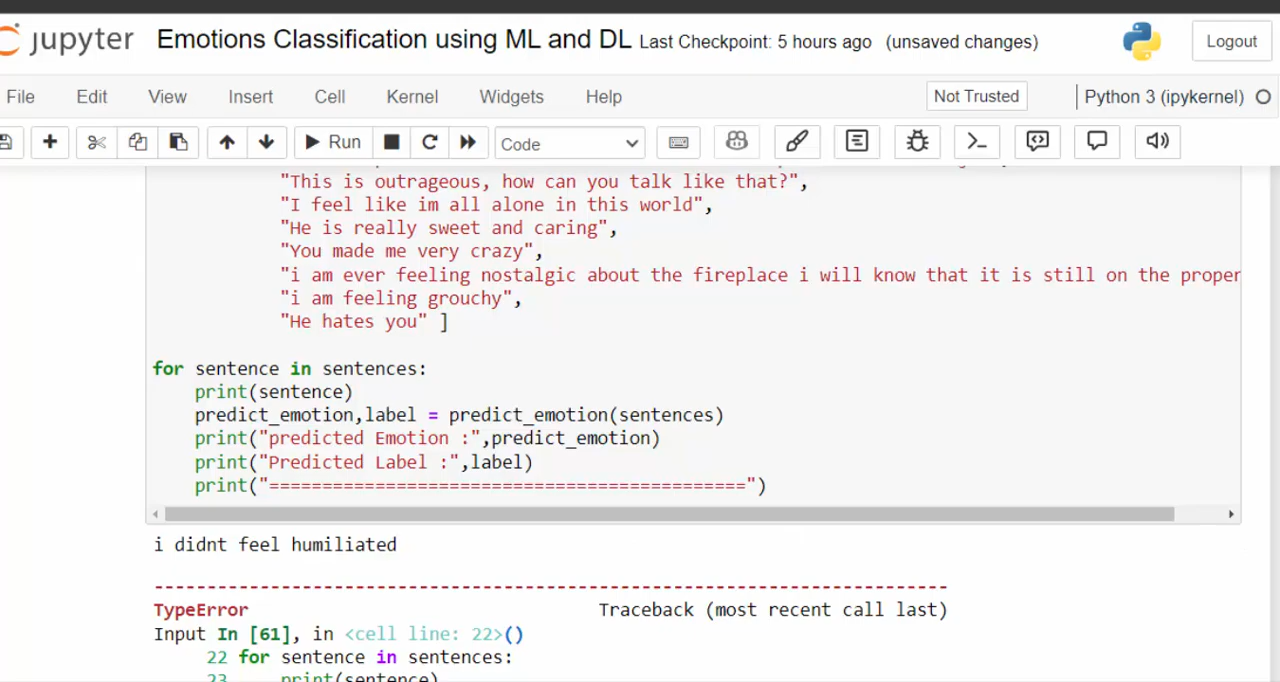 jupyter Emotions Classification using ML and DL Last Checkpoint: 5 hours ago (unsaved changes) Logout
File Edit View Insert Cell Kernel Widgets Help Not Trusted Python 3 (ipykernel)
Run Code
"This is outrageous, how can you talk like that?",
"I feel like im all alone in this world",
"He is really sweet and caring",
"You made me very crazy",
"i am ever feeling nostalgic about the fireplace i will know that it is still on the proper
"i am feeling grouchy",
"He hates you" ]
for sentence in sentences:
print(sentence)
predict_emotion,label = predict_emotion(sentences)
print("predicted Emotion :",predict_emotion)
print("Predicted Label :",label)
print("=============================================")
i didnt feel humiliated
---------------------------------------------------------------------------
TypeError Traceback (most recent call last)
Input In [61], in <cell line: 22>()
22 for sentence in sentences:
23 print(sentence)